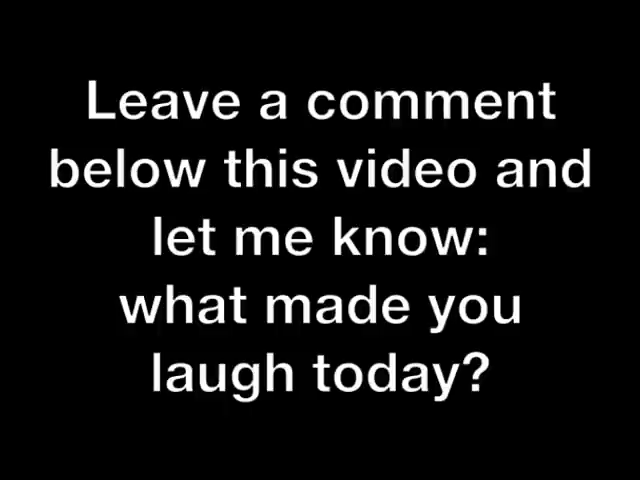 Leave a comment
below this video and
let me know:
what made you
laugh today?